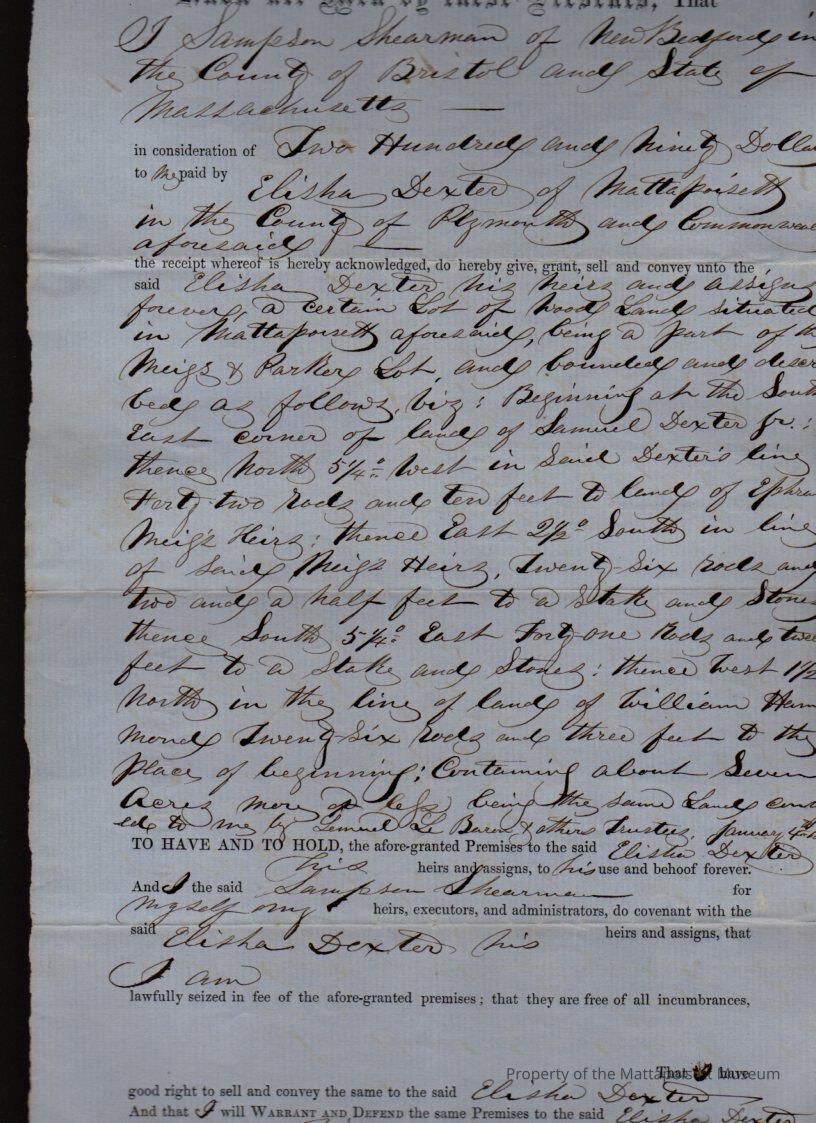 Know all Men by these Presents, That
I Sampson Shearman of New Bedford in
the County of Bristol and State of
Massachusetts
in consideration of Two Hundred and Ninety Dolla
to me paid by
Elisha Dexter of Mattapoisett
in the County of Plymouth and Commonwea
aforesaid
the receipt whereof is hereby acknowledged, do hereby give, grant, sell and convey unto the
said Elisha Dexter his heirs and assigns
forever, a certain Lot of Wood Land situated
in Mattapoisett aforesaid, being a part of th
Meigs & Parker Lot, and bounded and descr
bed as follows, viz: Beginning at the South
East corner of land of Samuel Dexter Jr.:
thence North 5¼° West in Said Dexter's line
Forty two rods and ten feet to land of Ephra
Meigs Heirs: thence East 2½° South in line
of said Meigs Heirs, Twenty-Six rods and
two and a half feet to a Stake and Stones
thence South 5¼° East Forty-one Rods and twe
feet to a Stake and Stones: thence West 1½
North in the line of land of William Ham
mond Twenty-Six rods and three feet to the
place of beginning; Containing about Seven
Acres more or less being the same Land conv
ed to me by Lemuel Le Baron & others Trustees, January 4th
TO HAVE AND TO HOLD, the afore-granted Premises to the said Elisha Dexter
his heirs and assigns, to his use and behoof forever.
And I the said Sampson Shearman for
myself my heirs, executors, and administrators, do covenant with the
said Elisha Dexter his heirs and assigns, that
I am
lawfully seized in fee of the afore-granted premises; that they are free of all incumbrances,
That I have
Property of the Mattapoisett Museum
good right to sell and convey the same to the said Elisha Dexter
And that I will WARRANT AND DEFEND the same Premises to the said Elisha Dexter